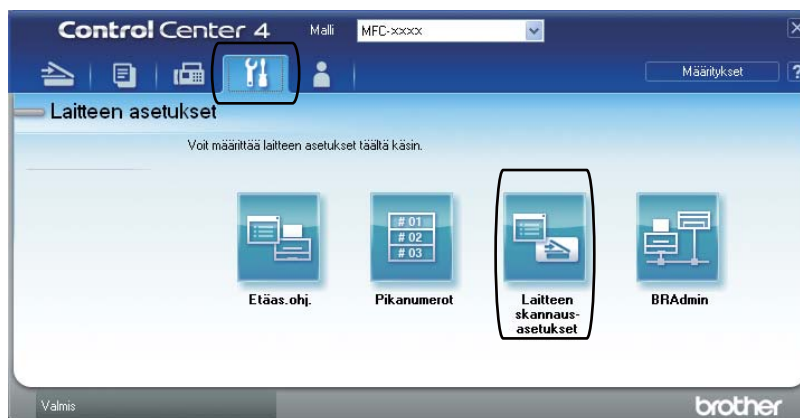 Control Center 4 Malli MFC-xxxx
Määritykset ?
Laitteen asetukset
Voit määrittää laitteen asetukset täältä käsin.
# 01
# 02
# 03
Etäas.ohj. Pikanumerot Laitteen skannaus-asetukset BRAdmin
Valmis brother